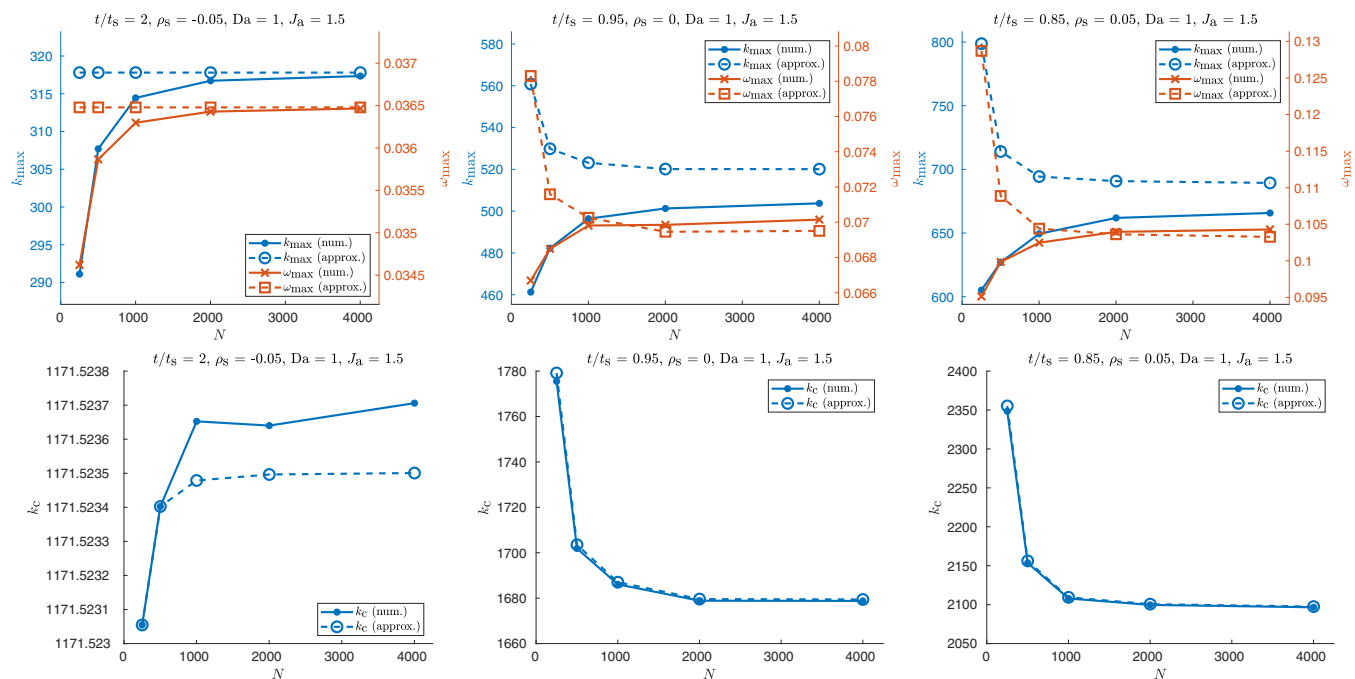 t/ts = 2, ρs = -0.05, Da = 1, Ja = 1.5
320
315
310
305
300
295
290
kmax
0.037
0.0365
0.036
0.0355
0.035
0.0345
ωmax
kmax (num.)
kmax (approx.)
ωmax (num.)
ωmax (approx.)
0 1000 2000 3000 4000
N
t/ts = 0.95, ρs = 0, Da = 1, Ja = 1.5
580
560
540
520
500
480
460
kmax
0.08
0.078
0.076
0.074
0.072
0.07
0.068
0.066
ωmax
kmax (num.)
kmax (approx.)
ωmax (num.)
ωmax (approx.)
0 1000 2000 3000 4000
N
t/ts = 0.85, ρs = 0.05, Da = 1, Ja = 1.5
800
750
700
650
600
kmax
0.13
0.125
0.12
0.115
0.11
0.105
0.1
0.095
ωmax
kmax (num.)
kmax (approx.)
ωmax (num.)
ωmax (approx.)
0 1000 2000 3000 4000
N
t/ts = 2, ρs = -0.05, Da = 1, Ja = 1.5
1171.5238
1171.5237
1171.5236
1171.5235
1171.5234
1171.5233
1171.5232
1171.5231
1171.523
kc
kc (num.)
kc (approx.)
0 1000 2000 3000 4000
N
t/ts = 0.95, ρs = 0, Da = 1, Ja = 1.5
1780
1760
1740
1720
1700
1680
1660
kc
kc (num.)
kc (approx.)
0 1000 2000 3000 4000
N
t/ts = 0.85, ρs = 0.05, Da = 1, Ja = 1.5
2400
2350
2300
2250
2200
2150
2100
2050
kc
kc (num.)
kc (approx.)
0 1000 2000 3000 4000
N